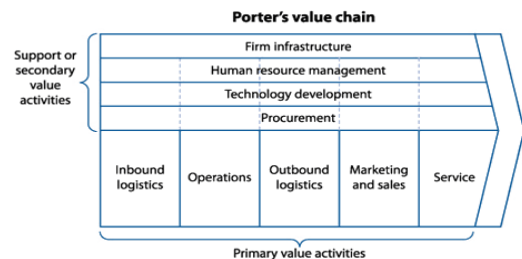 Porter’s value chain
Support or
secondary
value
activities
Firm infrastructure
Human resource management
Technology development
Procurement
Inbound
logistics
Operations
Outbound
logistics
Marketing
and sales
Service
Primary value activities